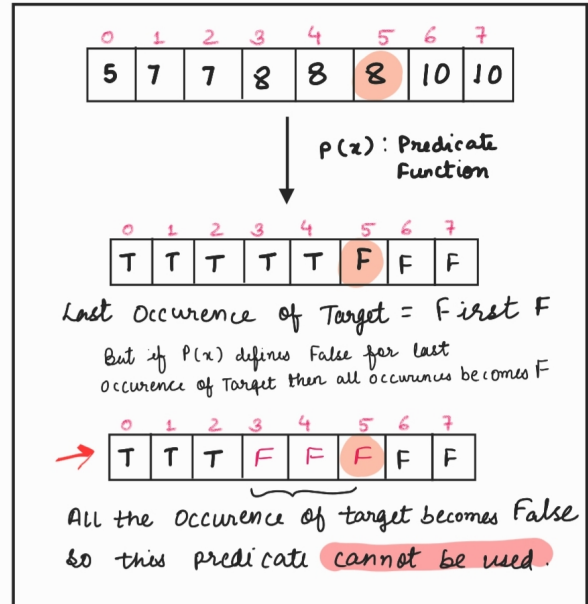 0 1 2 3 4 5 6 7
5 7 7 8 8 8 10 10
P(x) : Predicate
Function
0 1 2 3 4 5 6 7
T T T T T F F F
Last Occurence of Target = First F
But if P(x) defines False for last
occurence of Target then all occurences becomes F
0 1 2 3 4 5 6 7
T T T F F F F F
All the Occurence of target becomes False
So this predicate cannot be used.